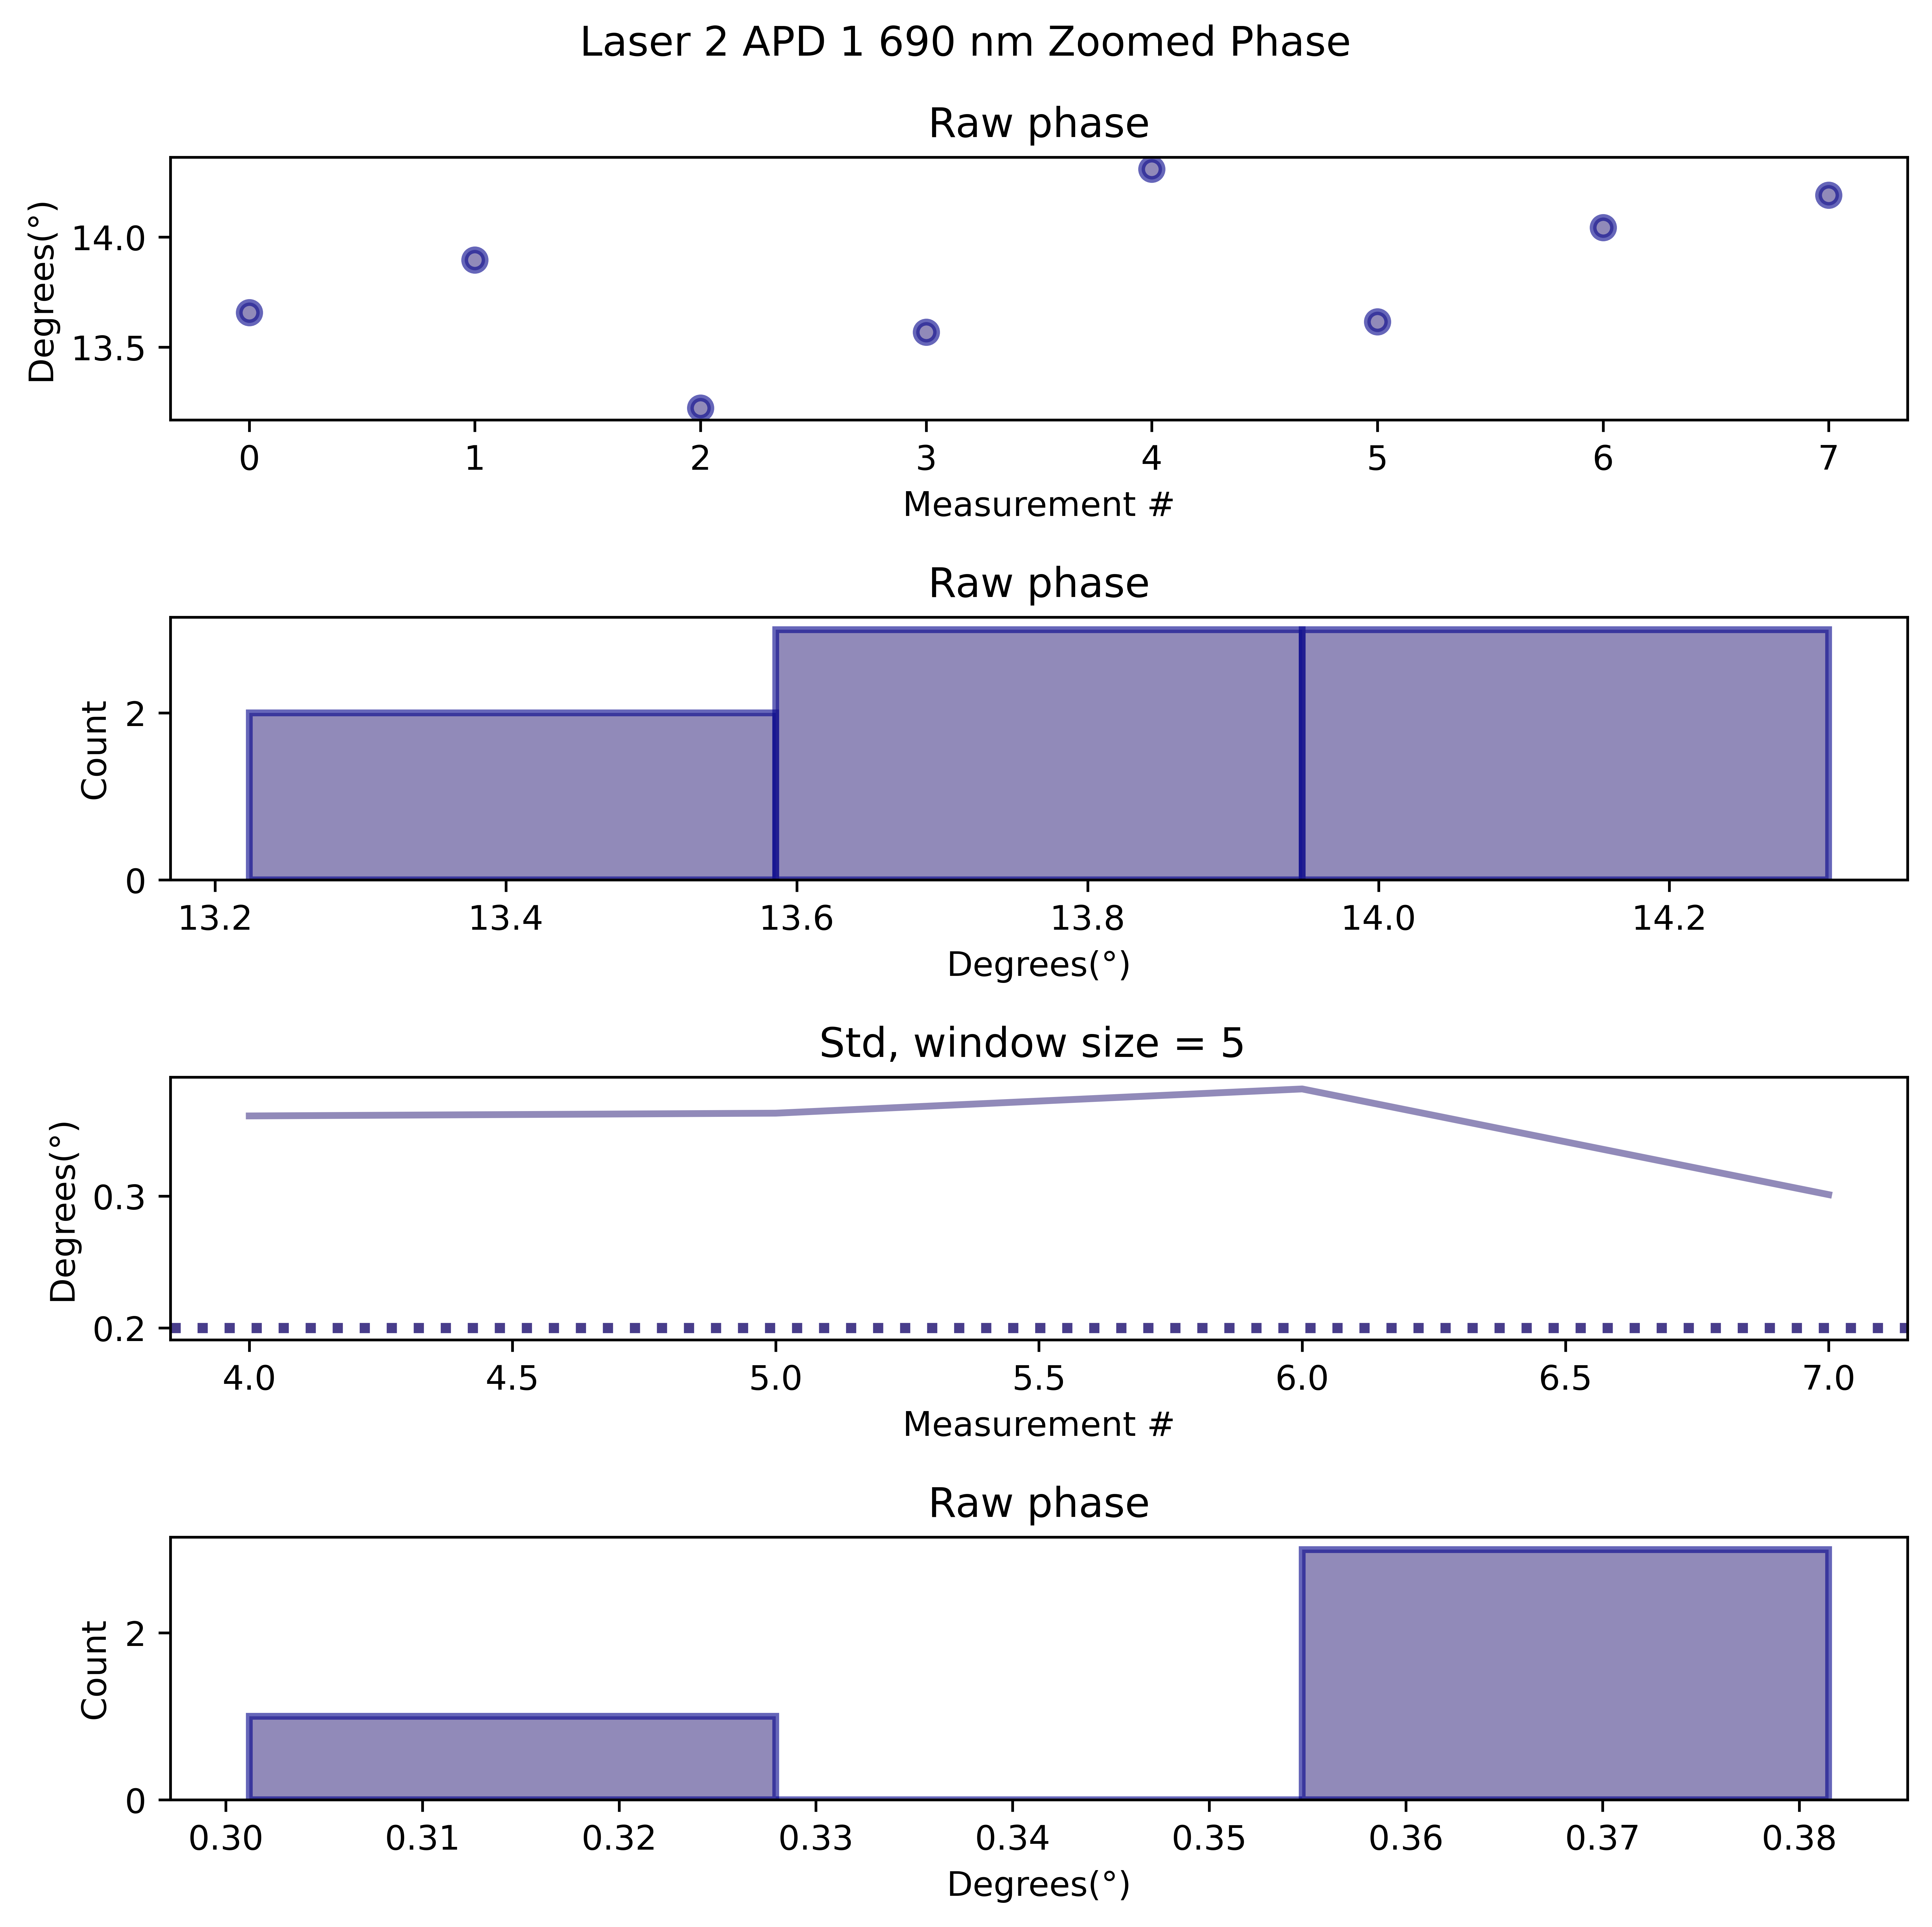 Laser 2 APD 1 690 nm Zoomed Phase
Raw phase
Degrees(°)
14.0
13.5
0 1 2 3 4 5 6 7
Measurement #
Raw phase
Count
2
0
13.2 13.4 13.6 13.8 14.0 14.2
Degrees(°)
Std, window size = 5
Degrees(°)
0.3
0.2
4.0 4.5 5.0 5.5 6.0 6.5 7.0
Measurement #
Raw phase
Count
2
0
0.30 0.31 0.32 0.33 0.34 0.35 0.36 0.37 0.38
Degrees(°)